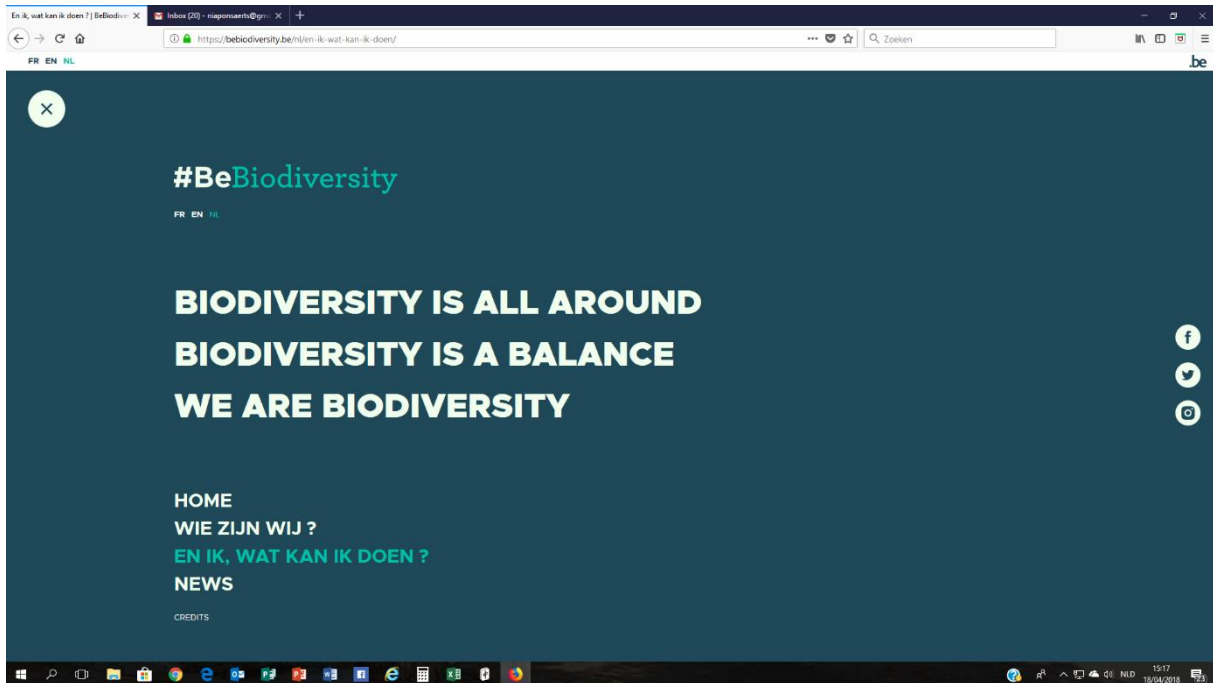 En ik, wat kan ik doen ? | BeBiodiver
Inbox (20) - niaponsaerts@gm
https://bebiodiversity.be/nl/en-ik-wat-kan-ik-doen/
Zoeken
FR EN NL
.be
#BeBiodiversity
FR EN NL
BIODIVERSITY IS ALL AROUND
BIODIVERSITY IS A BALANCE
WE ARE BIODIVERSITY
HOME
WIE ZIJN WIJ ?
EN IK, WAT KAN IK DOEN ?
NEWS
CREDITS
NLD
15:17
18/04/2018
23